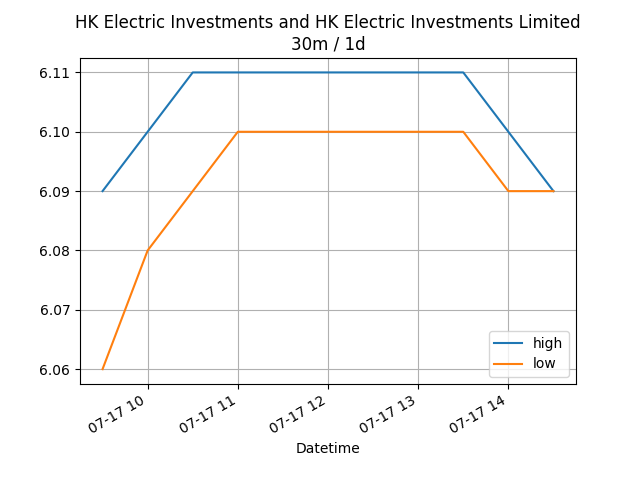 HK Electric Investments and HK Electric Investments Limited
30m / 1d
6.11
6.10
6.09
6.08
6.07
6.06
high
low
07-17 10
07-17 11
07-17 12
07-17 13
07-17 14
Datetime